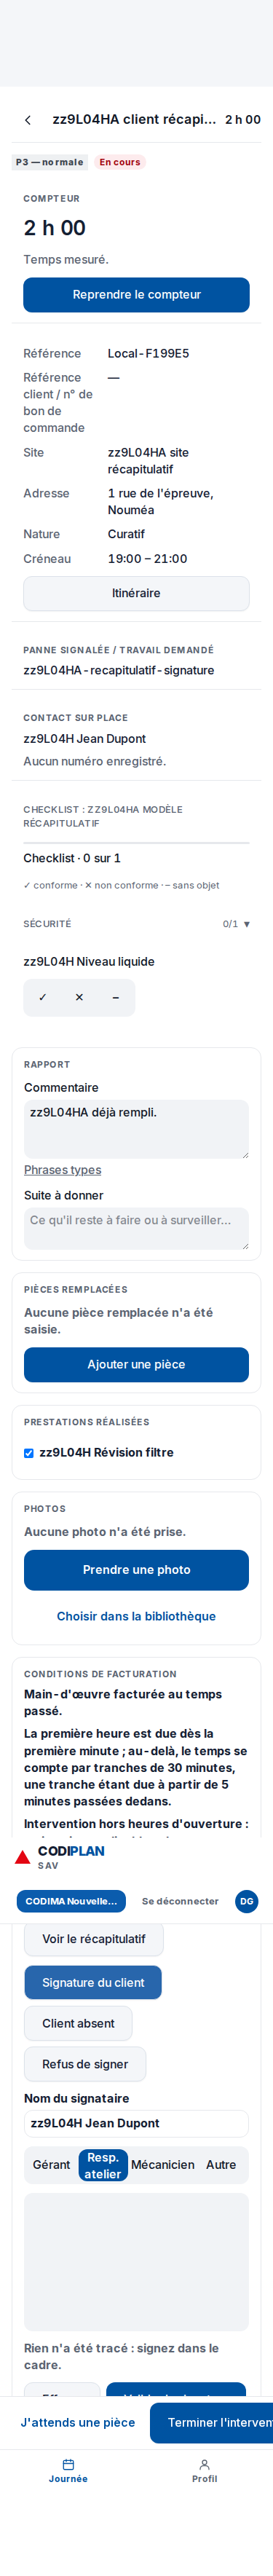 zz9L04HA client récapi... 2 h 00
P3 — normale En cours
COMPTEUR
2 h 00
Temps mesuré.
Reprendre le compteur
Référence Local-F199E5
Référence —
client / n° de
bon de
commande
Site zz9L04HA site
récapitulatif
Adresse 1 rue de l'épreuve,
Nouméa
Nature Curatif
Créneau 19:00 – 21:00
Itinéraire
PANNE SIGNALÉE / TRAVAIL DEMANDÉ
zz9L04HA-recapitulatif-signature
CONTACT SUR PLACE
zz9L04H Jean Dupont
Aucun numéro enregistré.
CHECKLIST : ZZ9L04HA MODÈLE
RÉCAPITULATIF
Checklist · 0 sur 1
✓ conforme · ✕ non conforme · – sans objet
SÉCURITÉ 0/1 ▼
zz9L04H Niveau liquide
✓ ✕ –
RAPPORT
Commentaire
zz9L04HA déjà rempli.
Phrases types
Suite à donner
Ce qu'il reste à faire ou à surveiller...
PIÈCES REMPLACÉES
Aucune pièce remplacée n'a été
saisie.
Ajouter une pièce
PRESTATIONS RÉALISÉES
zz9L04H Révision filtre
PHOTOS
Aucune photo n'a été prise.
Prendre une photo
Choisir dans la bibliothèque
CONDITIONS DE FACTURATION
Main-d'œuvre facturée au temps
passé.
La première heure est due dès la
première minute ; au-delà, le temps se
compte par tranches de 30 minutes,
une tranche étant due à partir de 5
minutes passées dedans.
Intervention hors heures d'ouverture :
CODIPLAN
SAV
CODIMA Nouvelle... Se déconnecter DG
Voir le récapitulatif
Signature du client
Client absent
Refus de signer
Nom du signataire
zz9L04H Jean Dupont
Gérant Resp. atelier Mécanicien Autre
Rien n'a été tracé : signez dans le
cadre.
J'attends une pièce Terminer l'interven
Journée Profil